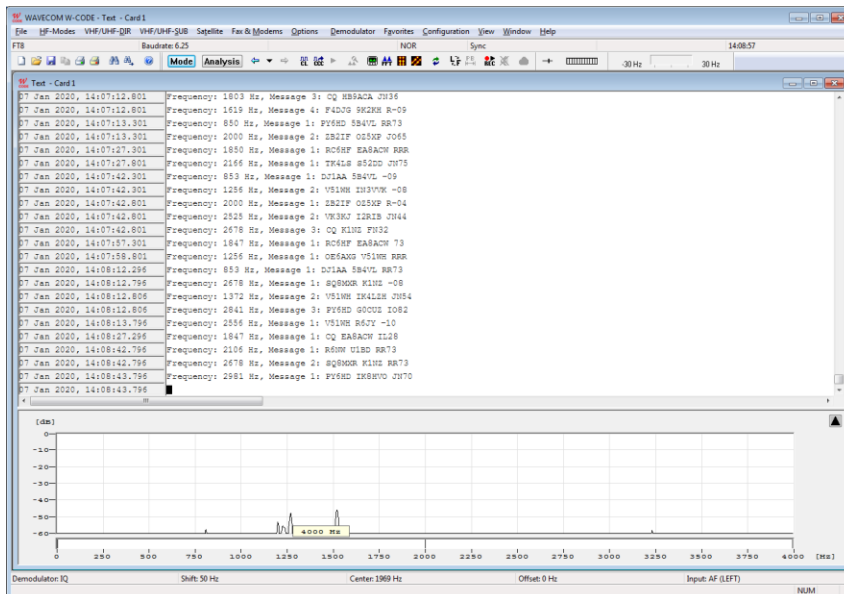 WAVECOM W-CODE - Text - Card 1
File HF-Modes VHF/UHF-DIR VHF/UHF-SUB Satellite Fax & Modems Options Demodulator Favorites Configuration View Window Help
FT8 Baudrate: 6.25 NOR Sync 14:08:57
Mode Analysis -30 Hz 30 Hz
Text - Card 1
07 Jan 2020, 14:07:12.801 Frequency: 1803 Hz, Message 3: CQ HB9ACA JN36
07 Jan 2020, 14:07:12.801 Frequency: 1619 Hz, Message 4: F4DJG 9K2KH R-09
07 Jan 2020, 14:07:13.301 Frequency: 850 Hz, Message 1: PY6HD 5B4VL RR73
07 Jan 2020, 14:07:13.301 Frequency: 2000 Hz, Message 2: ZB2IF OZ5XP JO65
07 Jan 2020, 14:07:27.301 Frequency: 1850 Hz, Message 1: RC6HF EA8ACW RRR
07 Jan 2020, 14:07:27.801 Frequency: 2166 Hz, Message 1: TK4LS S52DD JN75
07 Jan 2020, 14:07:42.301 Frequency: 853 Hz, Message 1: DJ1AA 5B4VL -09
07 Jan 2020, 14:07:42.301 Frequency: 1256 Hz, Message 2: V51WH IN3VVK -08
07 Jan 2020, 14:07:42.801 Frequency: 2000 Hz, Message 1: ZB2IF OZ5XP R-04
07 Jan 2020, 14:07:42.801 Frequency: 2525 Hz, Message 2: VK3KJ I2RIB JN44
07 Jan 2020, 14:07:42.801 Frequency: 2678 Hz, Message 3: CQ K1NZ FN32
07 Jan 2020, 14:07:57.301 Frequency: 1847 Hz, Message 1: RC6HF EA8ACW 73
07 Jan 2020, 14:07:58.801 Frequency: 1256 Hz, Message 1: OE6AXG V51WH RRR
07 Jan 2020, 14:08:12.296 Frequency: 853 Hz, Message 1: DJ1AA 5B4VL RR73
07 Jan 2020, 14:08:12.796 Frequency: 2678 Hz, Message 1: SQ8MXR K1NZ -08
07 Jan 2020, 14:08:12.806 Frequency: 1372 Hz, Message 2: V51WH IK4LZH JN54
07 Jan 2020, 14:08:12.806 Frequency: 2841 Hz, Message 3: PY6HD G0CUZ IO82
07 Jan 2020, 14:08:13.796 Frequency: 2556 Hz, Message 1: V51WH R6JY -10
07 Jan 2020, 14:08:27.296 Frequency: 1847 Hz, Message 1: CQ EA8ACW IL28
07 Jan 2020, 14:08:42.796 Frequency: 2106 Hz, Message 1: R6NW U1BD RR73
07 Jan 2020, 14:08:42.796 Frequency: 2678 Hz, Message 2: SQ8MXR K1NZ RR73
07 Jan 2020, 14:08:43.796 Frequency: 2981 Hz, Message 1: PY6HD IK8HVO JN70
07 Jan 2020, 14:08:43.796
[dB]
0
-10
-20
-30
-40
-50
-60
4000 Hz
0 250 500 750 1000 1250 1500 1750 2000 2250 2500 2750 3000 3250 3500 3750 4000 [Hz]
Demodulator: IQ Shift: 50 Hz Center: 1969 Hz Offset: 0 Hz Input: AF (LEFT)
NUM